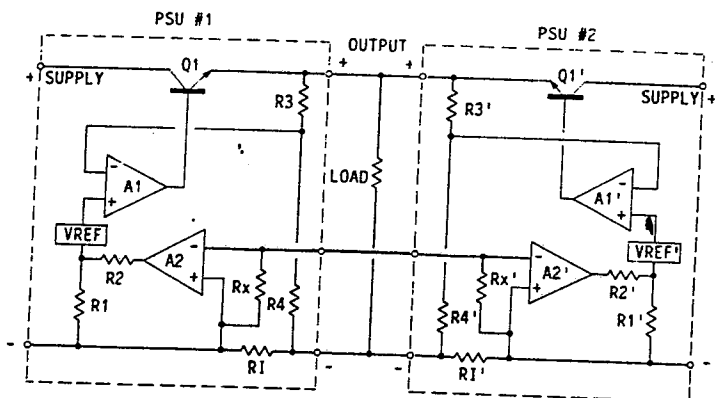 PSU #1
PSU #2
OUTPUT
+ SUPPLY
Q1
+
+
Q1'
SUPPLY +
R3
R3'
-
A1
+
LOAD
-
A1'
+
VREF
VREF'
R2
A2
-
+
Rx
R4
-
A2'
+
Rx'
R2'
R1
R4'
R1'
-
RI
-
-
RI'
-